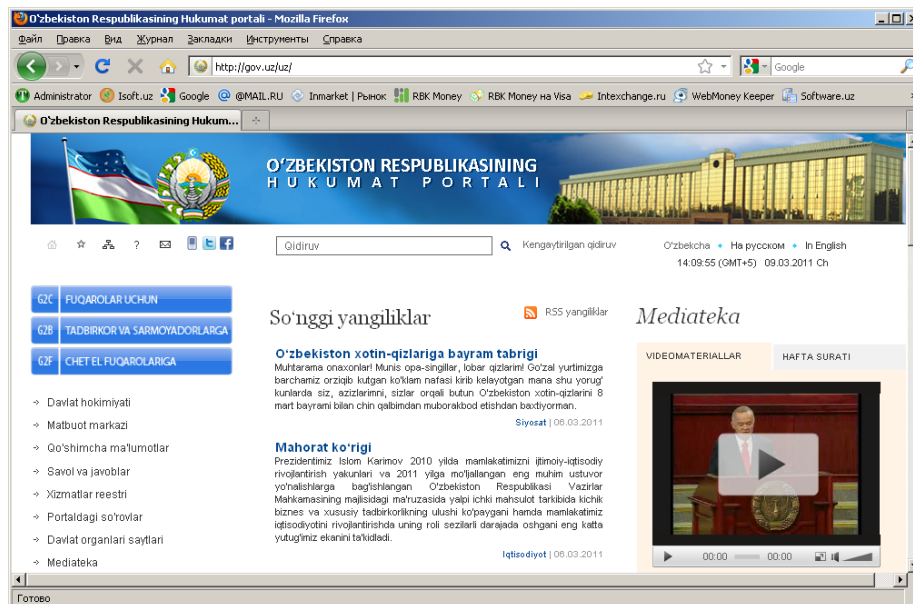 O'zbekiston Respublikasining Hukumat portali - Mozilla Firefox
Файл Правка Вид Журнал Закладки Инструменты Справка
http://gov.uz/uz/
Google
Administrator Isoft.uz Google @MAIL.RU Inmarket | Рынок RBK Money RBK Money на Visa Intexchange.ru WebMoney Keeper Software.uz
O'zbekiston Respublikasining Hukum...
O‘ZBEKISTON RESPUBLIKASINING
HUKUMAT PORTALI
Qidiruv
Kengaytirilgan qidiruv
O'zbekcha На русском In English
14:09:55 (GMT+5) 09.03.2011 Ch
G2C FUQAROLAR UCHUN
G2B TADBIRKOR VA SARMOYADORLARGA
G2F CHET EL FUQAROLARIGA
Davlat hokimiyati
Matbuot markazi
Qo'shimcha ma'lumotlar
Savol va javoblar
Xizmatlar reestri
Portaldagi so'rovlar
Davlat organlari saytlari
Mediateka
So‘nggi yangiliklar
RSS yangiliklar
O‘zbekiston xotin-qizlariga bayram tabrigi
Muhtarama onaxonlar! Munis opa-singillar, lobar qizlarim! Go'zal yurtimizga
barchamiz orziqib kutgan ko'klam nafasi kirib kelayotgan mana shu yorug'
kunlarda siz, azizlarimni, sizlar orqali butun O'zbekiston xotin-qizlarini 8
mart bayrami bilan chin qalbimdan muborakbod etishdan baxtiyorman.
Siyosat | 06.03.2011
Mahorat ko‘rigi
Prezidentimiz Islom Karimov 2010 yilda mamlakatimizni ijtimoiy-iqtisodiy
rivojlantirish yakunlari va 2011 yilga mo'ljallangan eng muhim ustuvor
yo'nalishlarga bag'ishlangan O'zbekiston Respublikasi Vazirlar
Mahkamasining majlisidagi ma'ruzasida yalpi ichki mahsulot tarkibida kichik
biznes va xususiy tadbirkorlikning ulushi ko'paygani hamda mamlakatimiz
iqtisodiyotini rivojlantirishda uning roli sezilarli darajada oshgani eng katta
yutug'imiz ekanini ta'kidladi.
Iqtisodiyot | 06.03.2011
Mediateka
VIDEOMATERIALLAR HAFTA SURATI
00:00 00:00
Готово